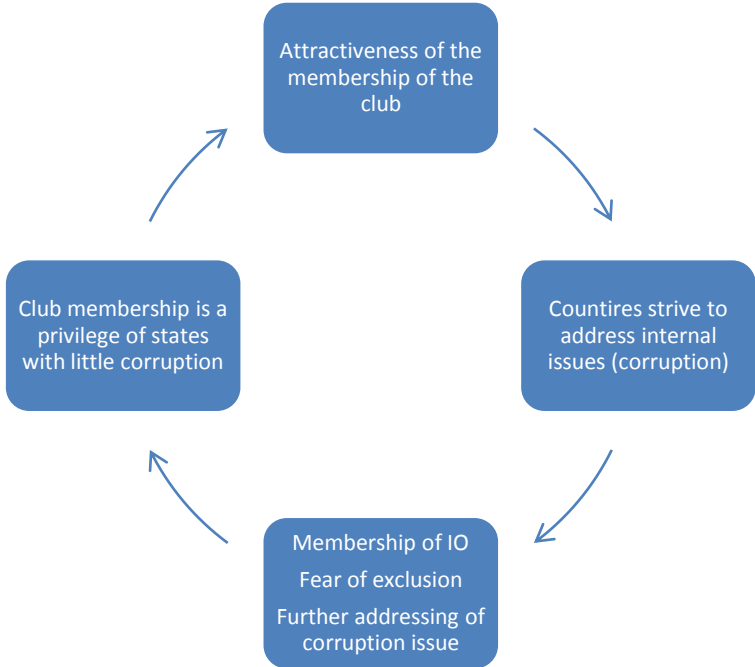 Attractiveness of the
membership of the
club
Countires strive to
address internal
issues (corruption)
Membership of IO
Fear of exclusion
Further addressing of
corruption issue
Club membership is a
privilege of states
with little corruption